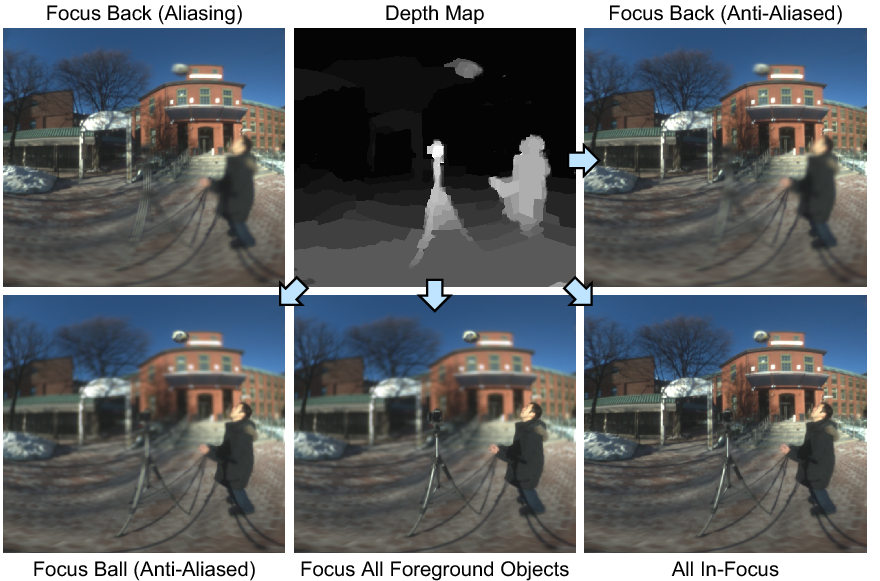 Focus Back (Aliasing)
Depth Map
Focus Back (Anti-Aliased)
Focus Ball (Anti-Aliased)
Focus All Foreground Objects
All In-Focus